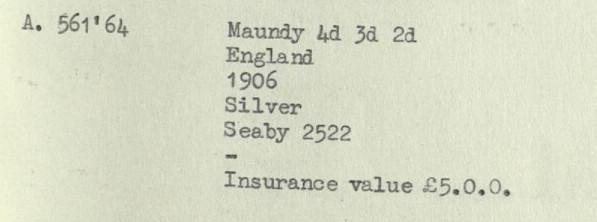 A. 561'64
Maundy 4d 3d 2d
England
1906
Silver
Seaby 2522
-
Insurance value £5.0.0.